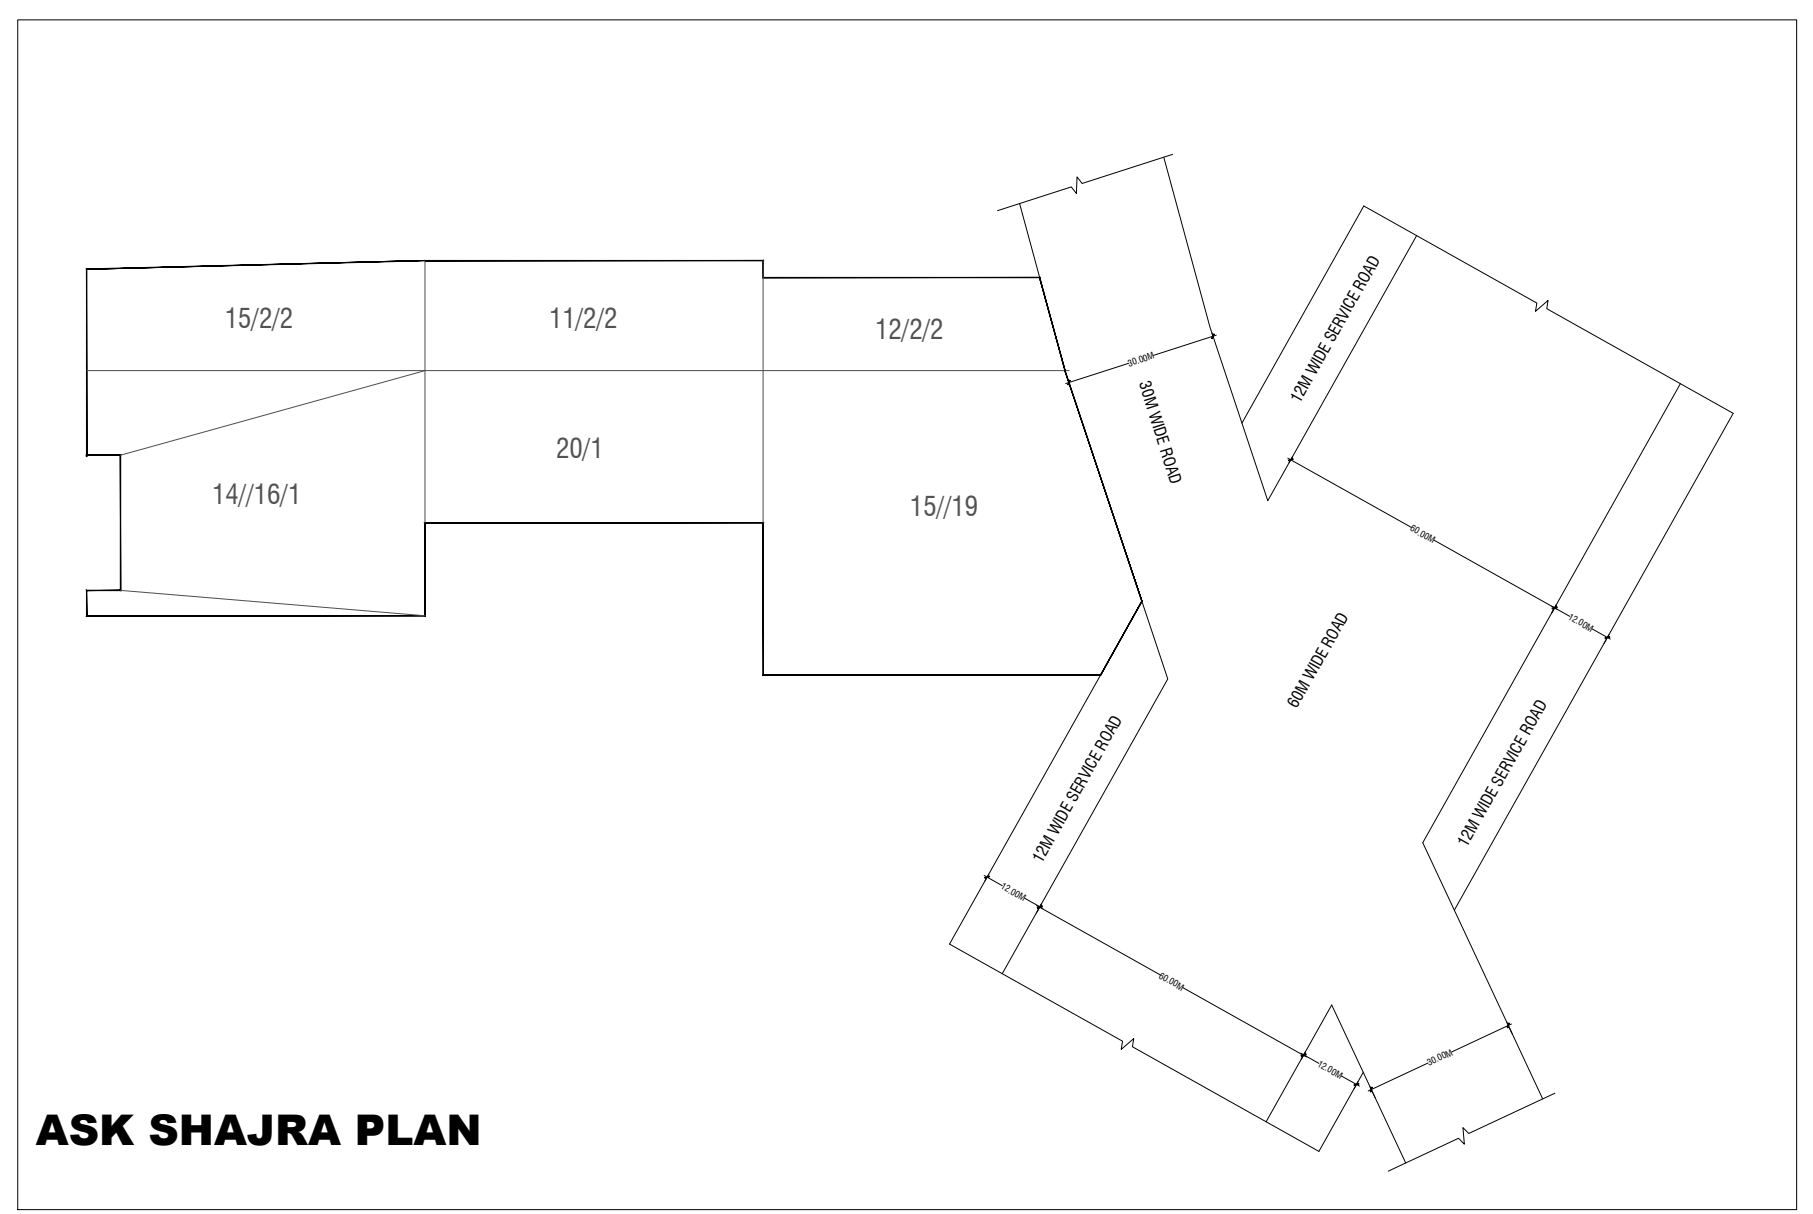 15/2/2
11/2/2
12/2/2
14//16/1
20/1
15//19
30.00M
30M WIDE ROAD
12M WIDE SERVICE ROAD
60.00M
12.00M
60M WIDE ROAD
12M WIDE SERVICE ROAD
12M WIDE SERVICE ROAD
12.00M
60.00M
12.00M
30.00M
ASK SHAJRA PLAN